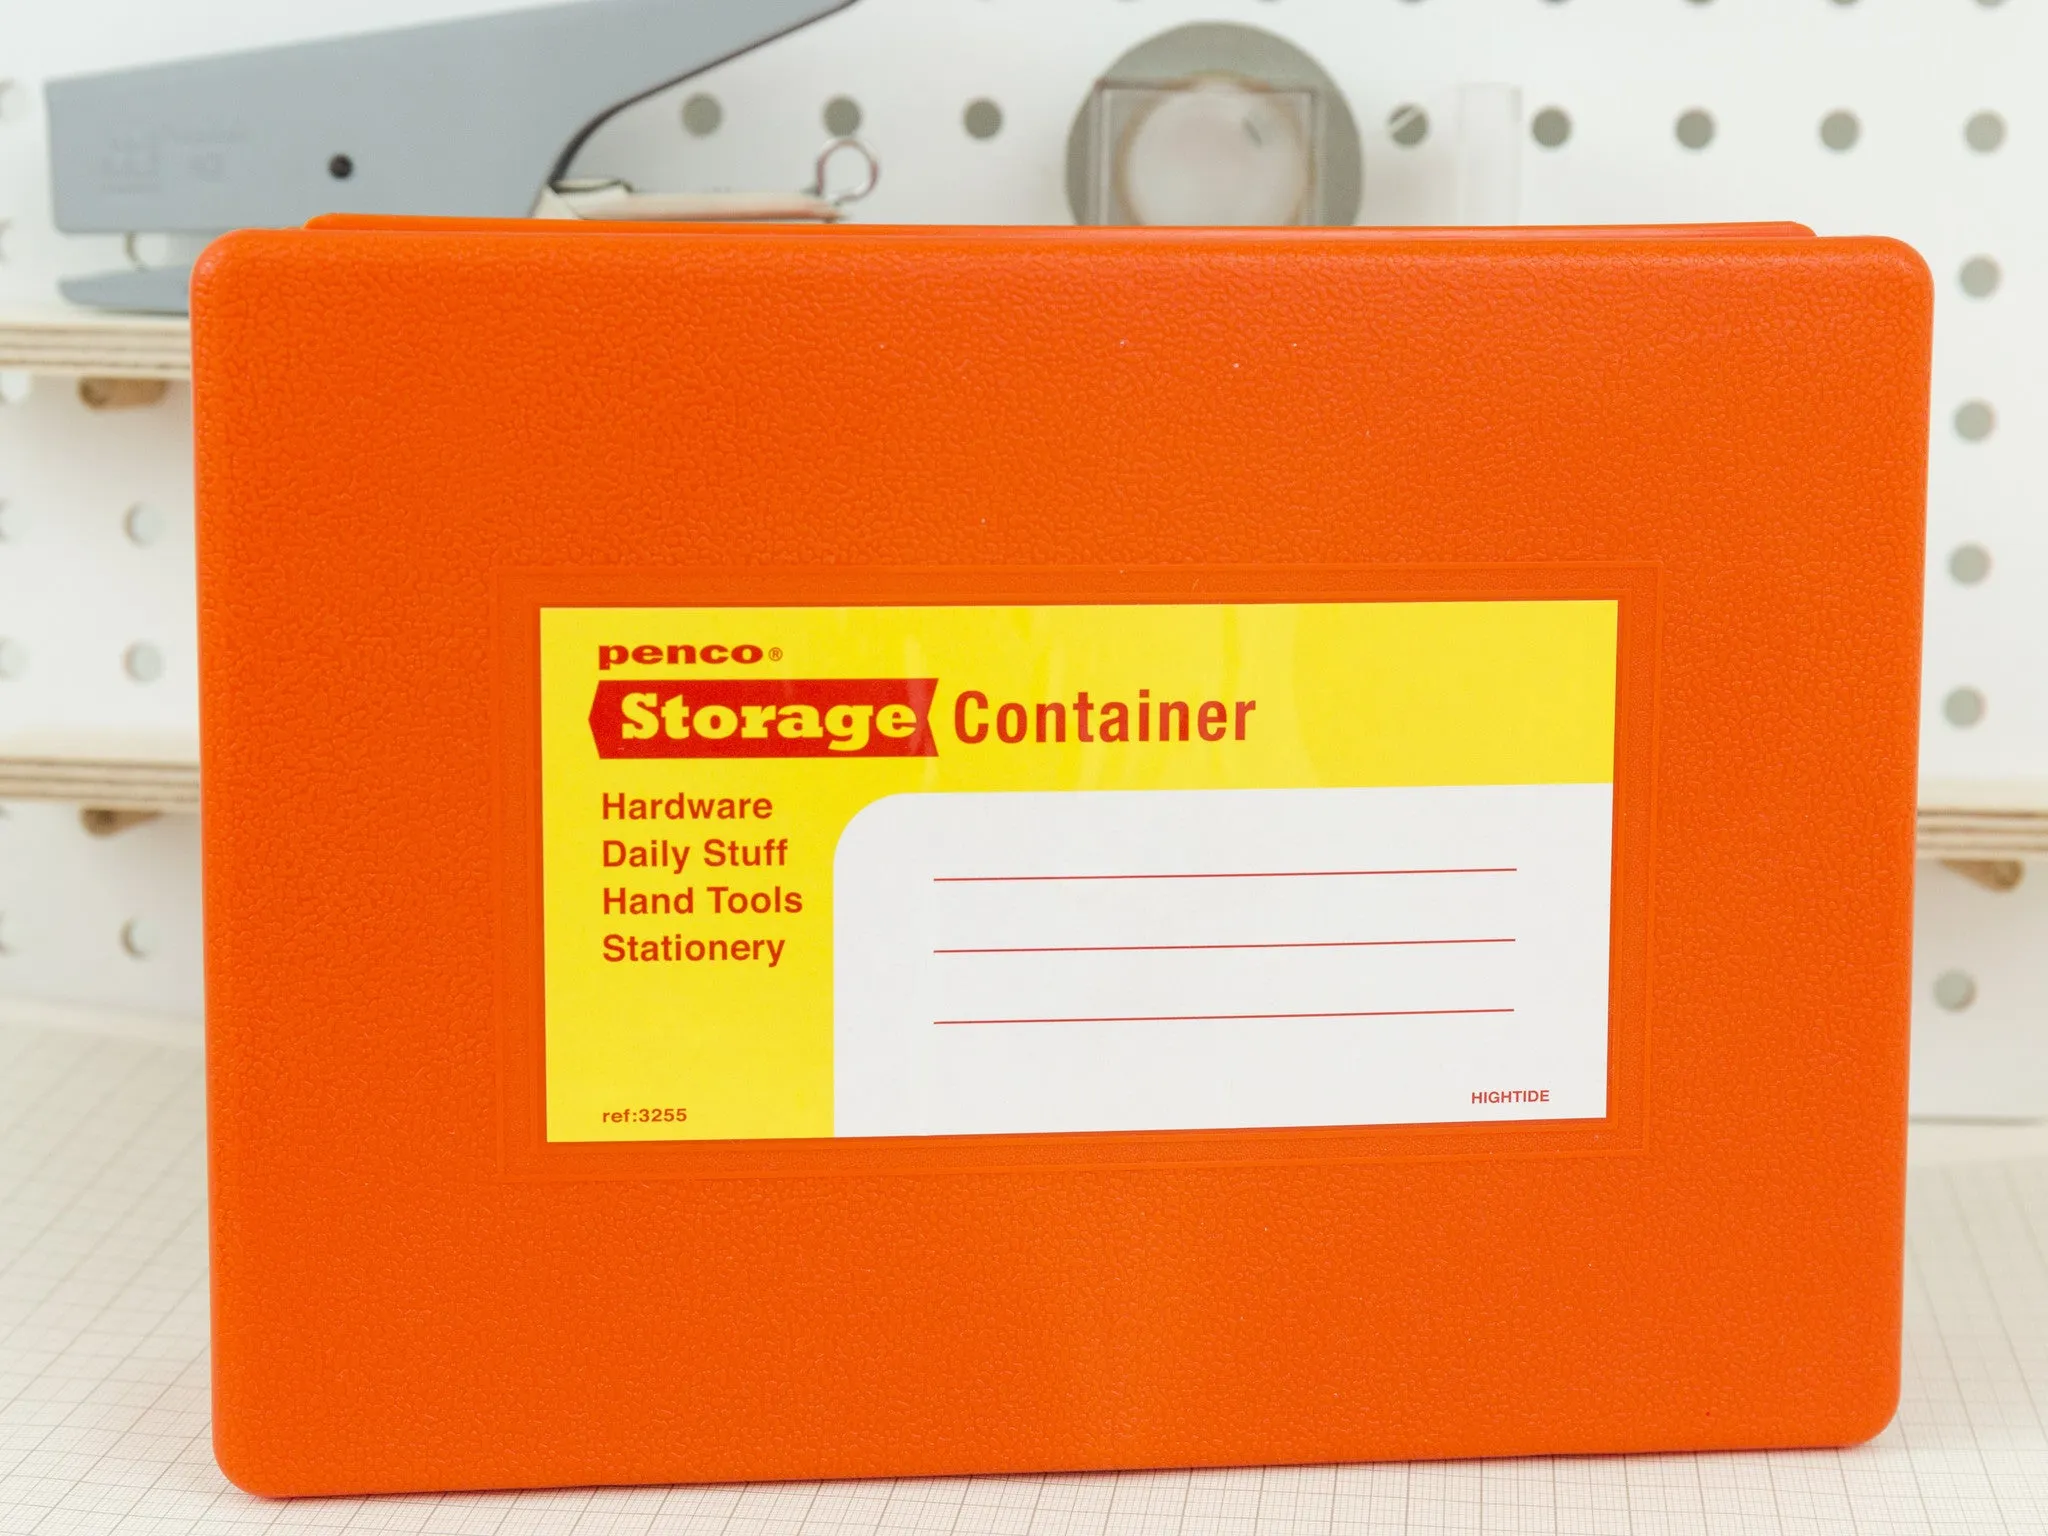 penco®
Storage Container
Hardware
Daily Stuff
Hand Tools
Stationery
ref:3255
HIGHTIDE